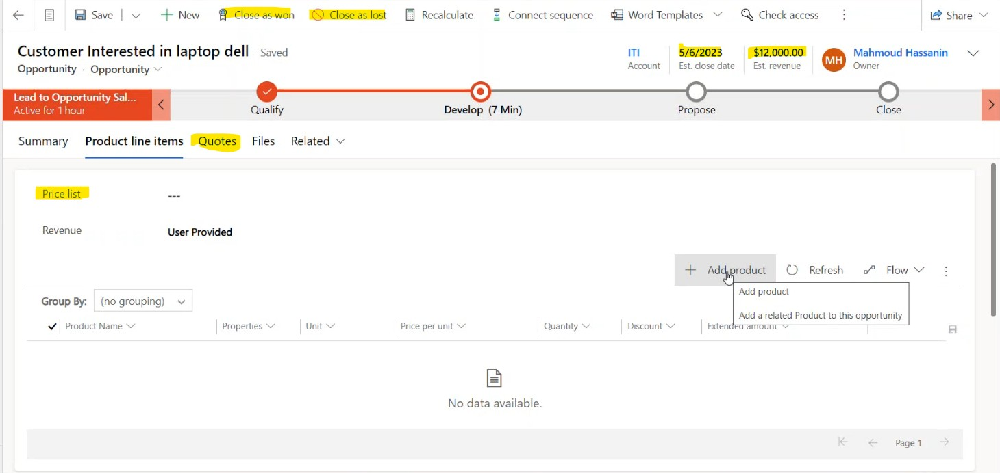 Save New Close as won Close as lost Recalculate Connect sequence Word Templates Check access Share
Customer Interested in laptop dell - Saved
Opportunity · Opportunity
ITI
Account
5/6/2023
Est. close date
$12,000.00
Est. revenue
MH
Mahmoud Hassanin
Owner
Lead to Opportunity Sal...
Active for 1 hour
Qualify
Develop (7 Min)
Propose
Close
Summary Product line items Quotes Files Related
Price list ---
Revenue User Provided
Add product Refresh Flow
Add product
Add a related Product to this opportunity
Group By: (no grouping)
Product Name Properties Unit Price per unit Quantity Discount Extended amount
No data available.
Page 1